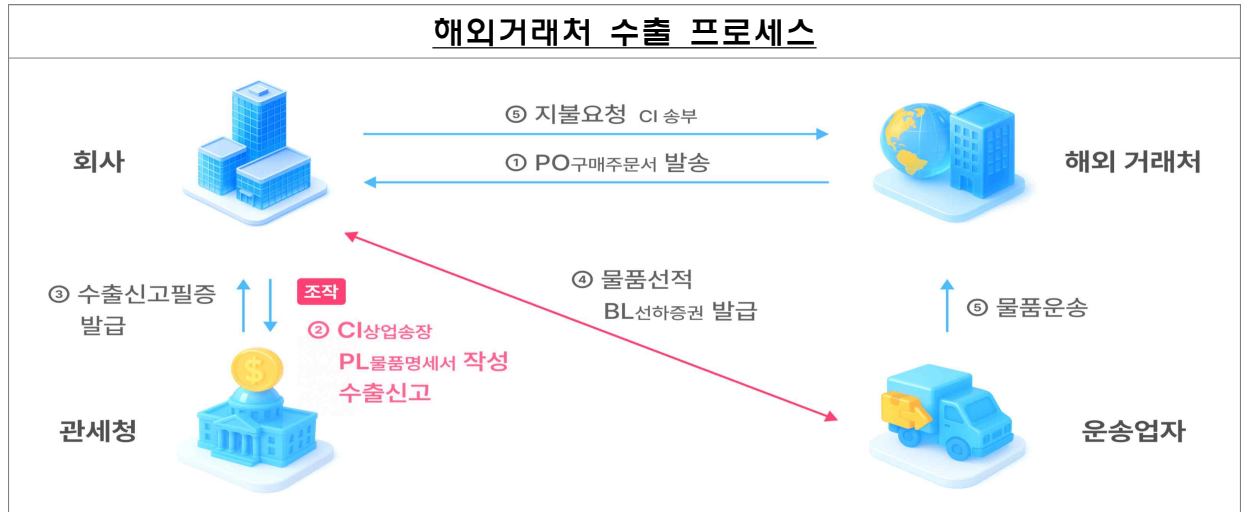 해외거래처 수출 프로세스
⑤ 지불요청 CI 송부
① PO구매주문서 발송
회사
해외 거래처
③ 수출신고필증
발급
조작
② CI상업송장
PL물품명세서 작성
수출신고
④ 물품선적
BL선하증권 발급
⑤ 물품운송
관세청
운송업자